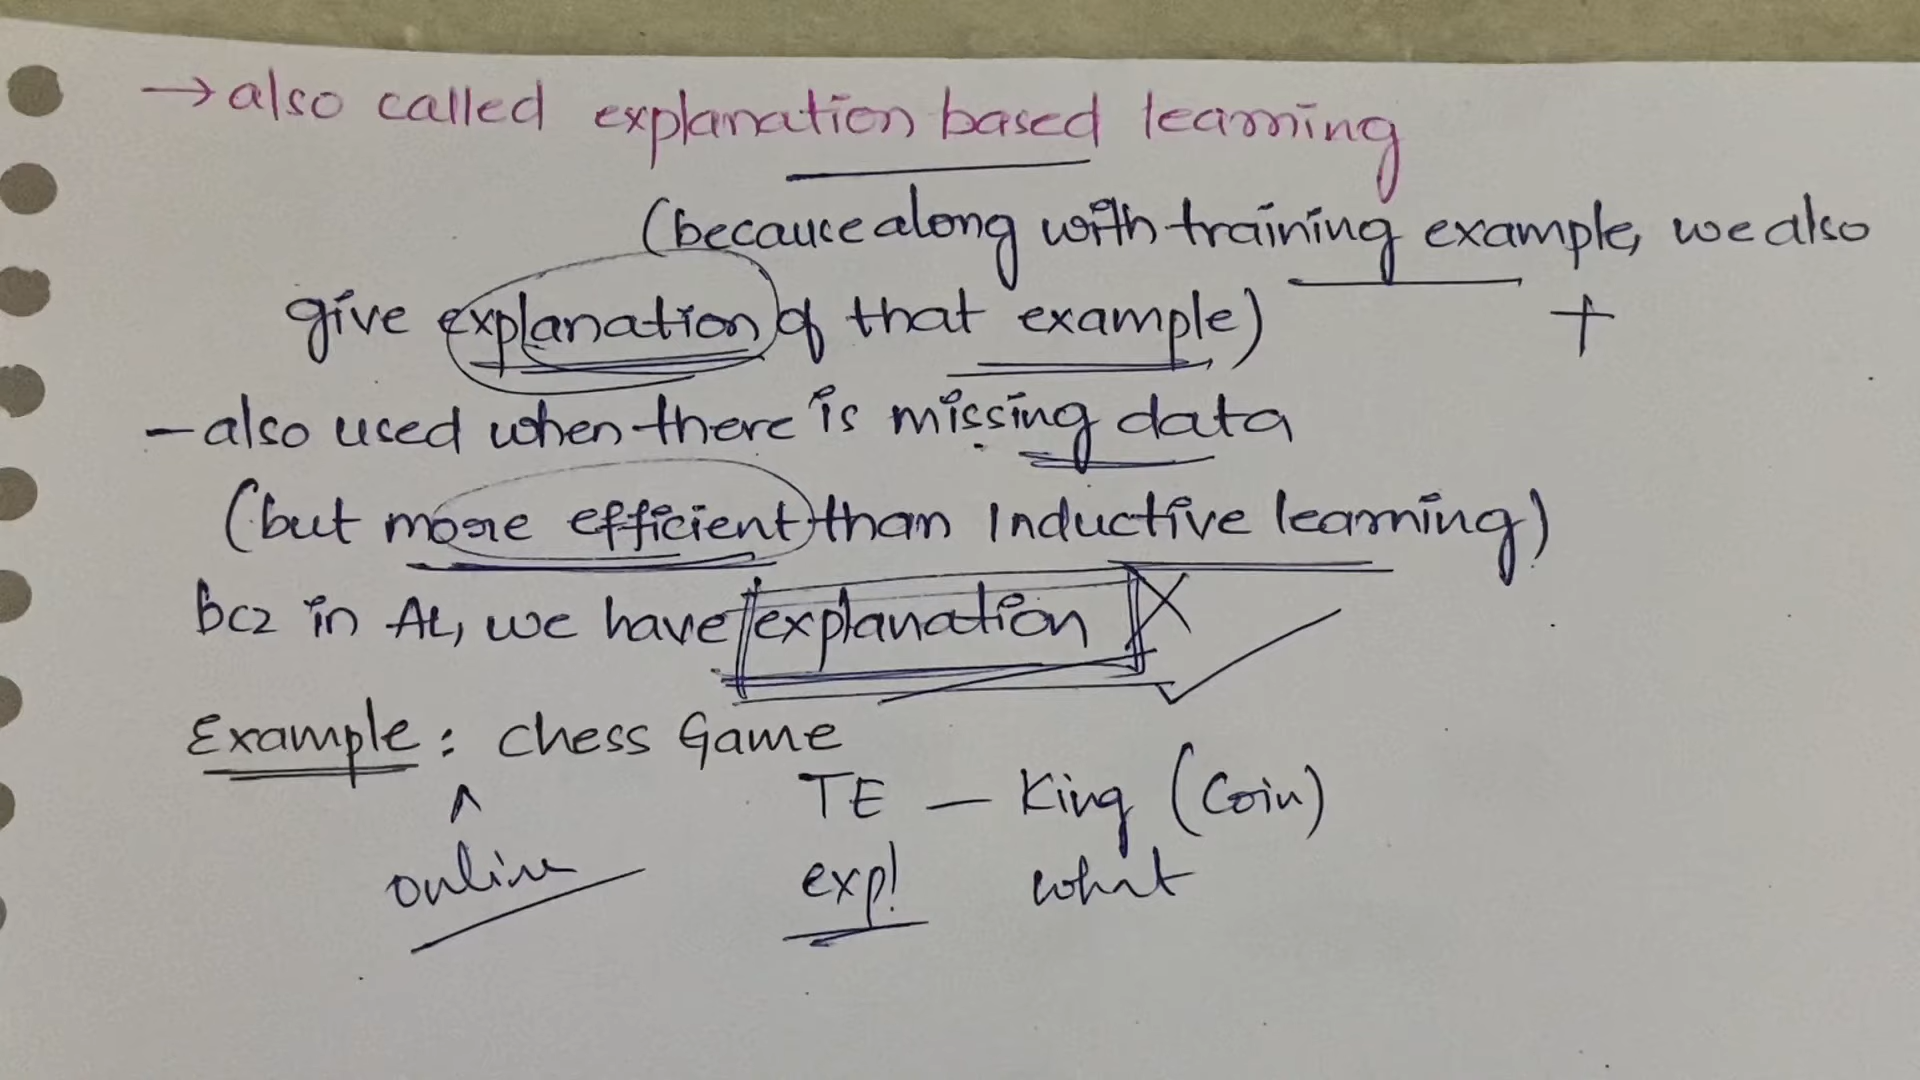 → also called explanation based learning
(because along with training example, we also
give explanation of that example) +
- also used when there is missing data
(but more efficient than Inductive learning)
bcz in AL, we have explanation X
Example: Chess Game
^ TE — King (Coin)
online exp! what